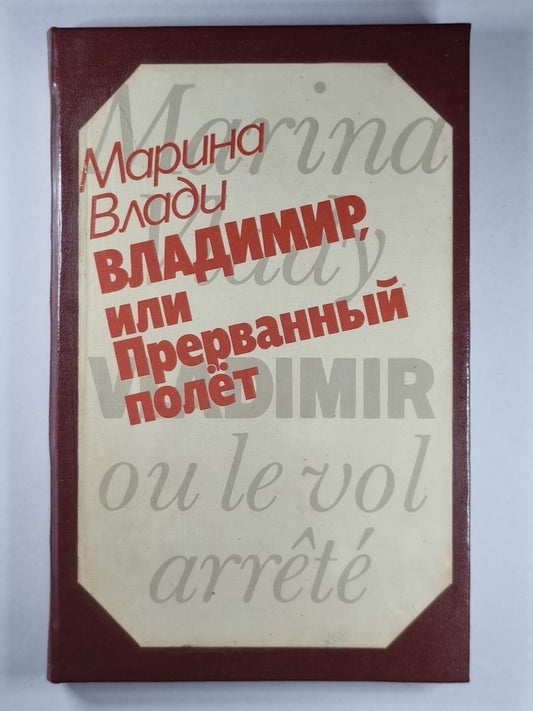 Marina
Vlady
VLADIMIR
ou le vol
arrêté
Марина
Влади
ВЛАДИМИР,
или
Прерванный
полёт